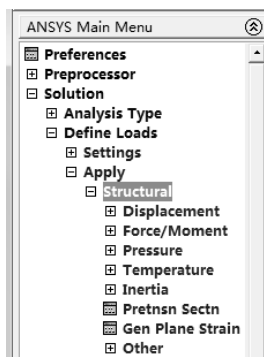 ANSYS Main Menu
Preferences
Preprocessor
Solution
Analysis Type
Define Loads
Settings
Apply
Structural
Displacement
Force/Moment
Pressure
Temperature
Inertia
Pretnsn Sectn
Gen Plane Strain
Other